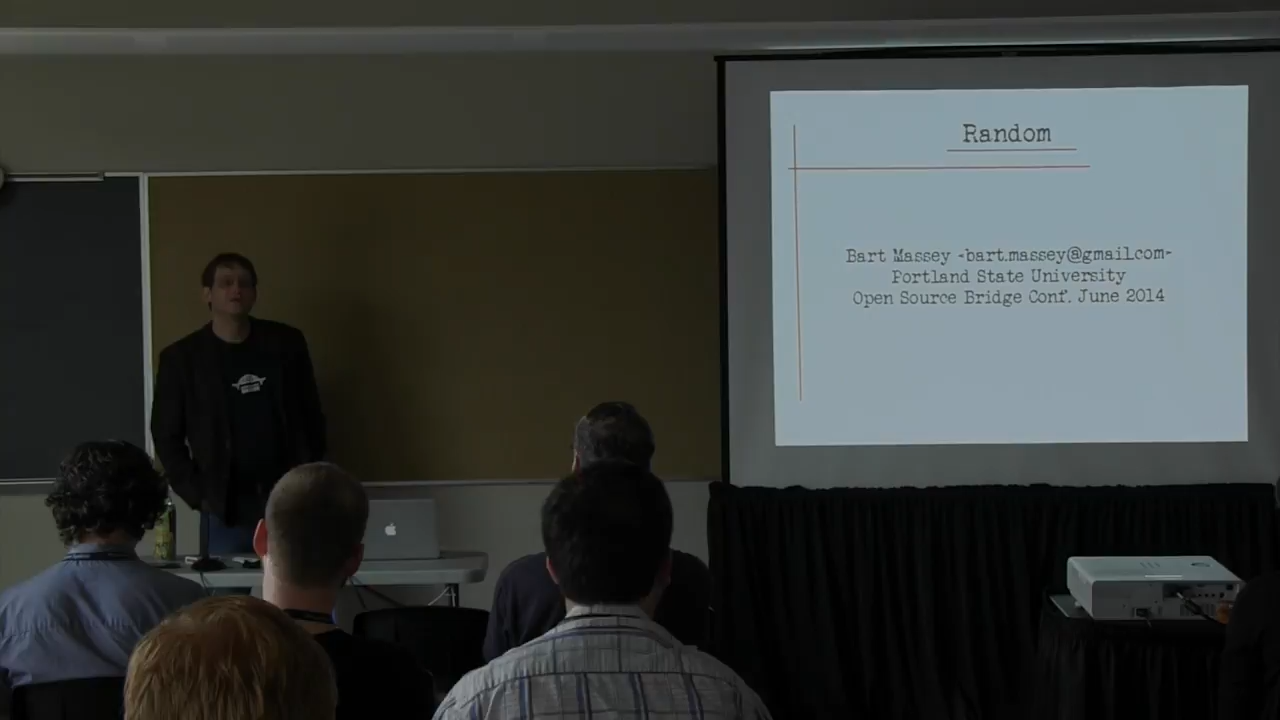 Random
Bart Massey -bart.massey@gmail.com-
Portland State University
Open Source Bridge Conf. June 2014